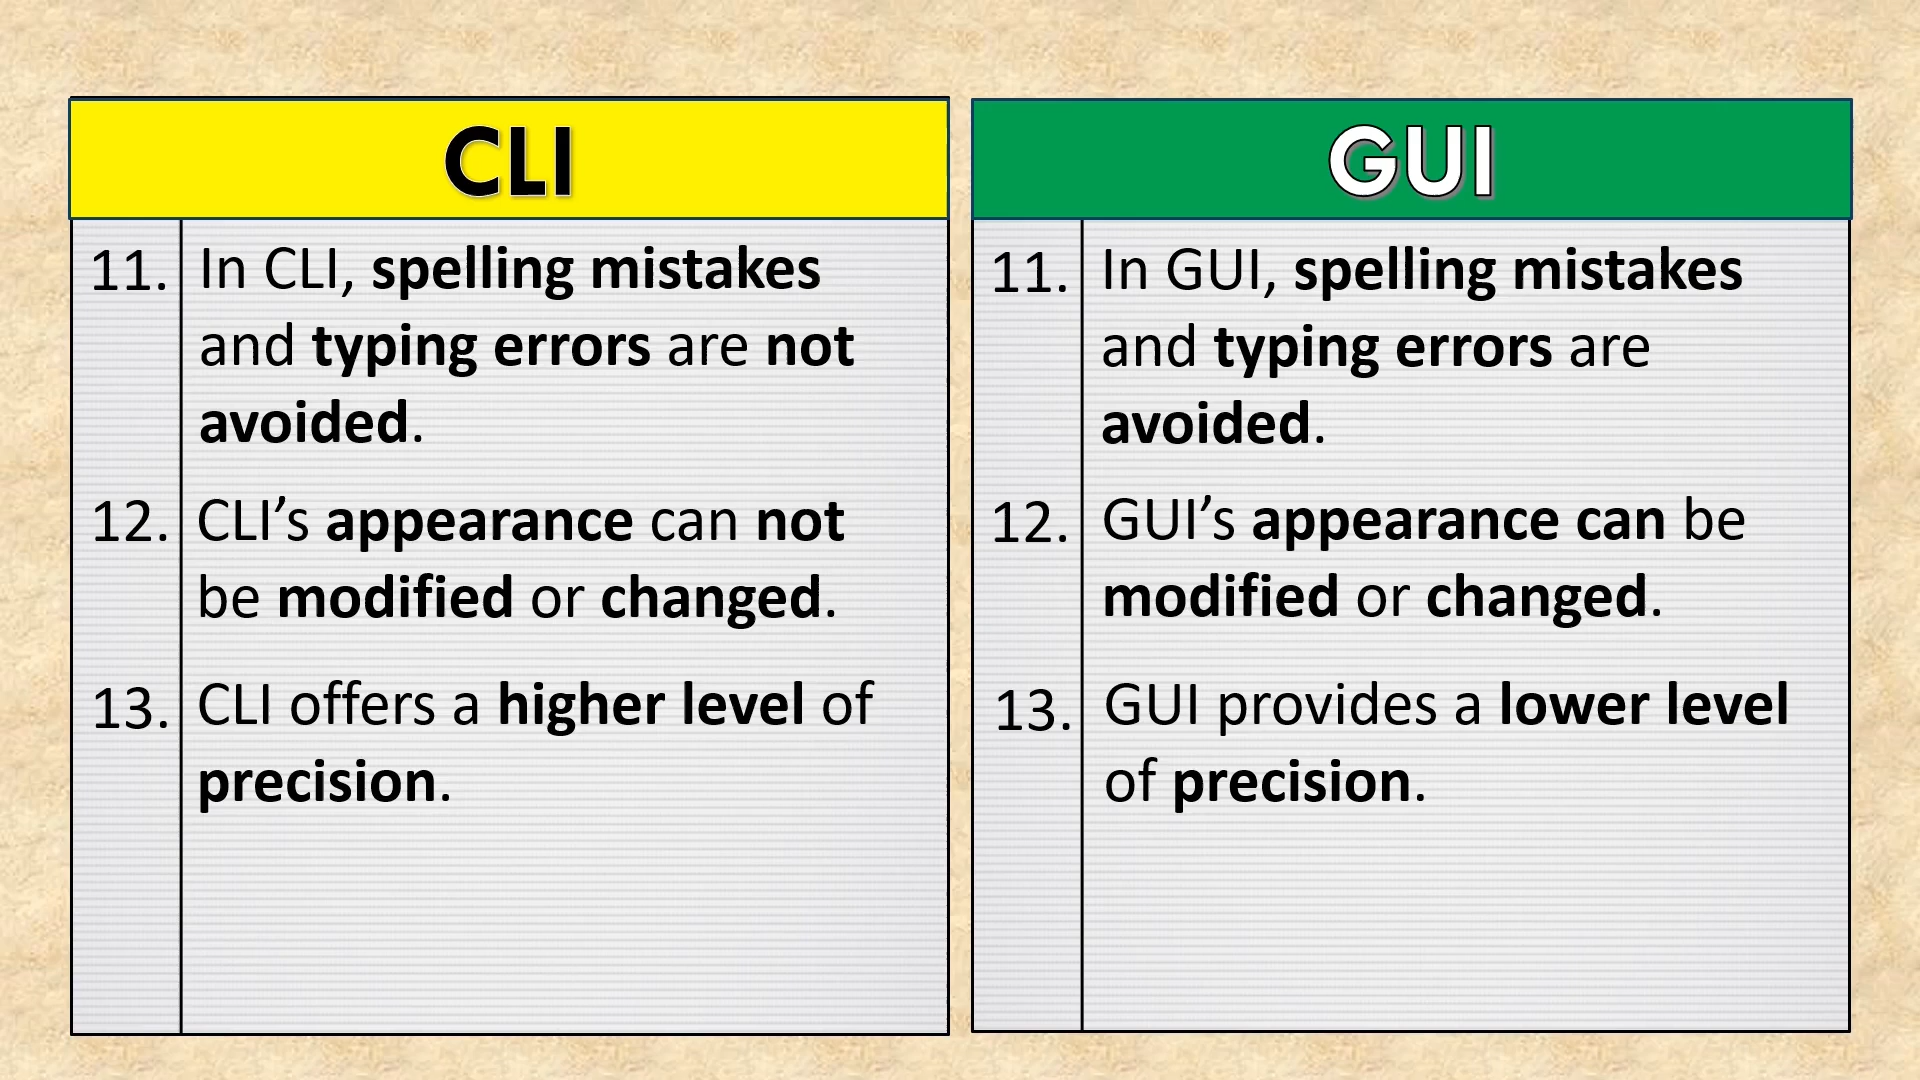 CLI
11. In CLI, spelling mistakes
and typing errors are not
avoided.
12. CLI’s appearance can not
be modified or changed.
13. CLI offers a higher level of
precision.
GUI
11. In GUI, spelling mistakes
and typing errors are
avoided.
12. GUI’s appearance can be
modified or changed.
13. GUI provides a lower level
of precision.